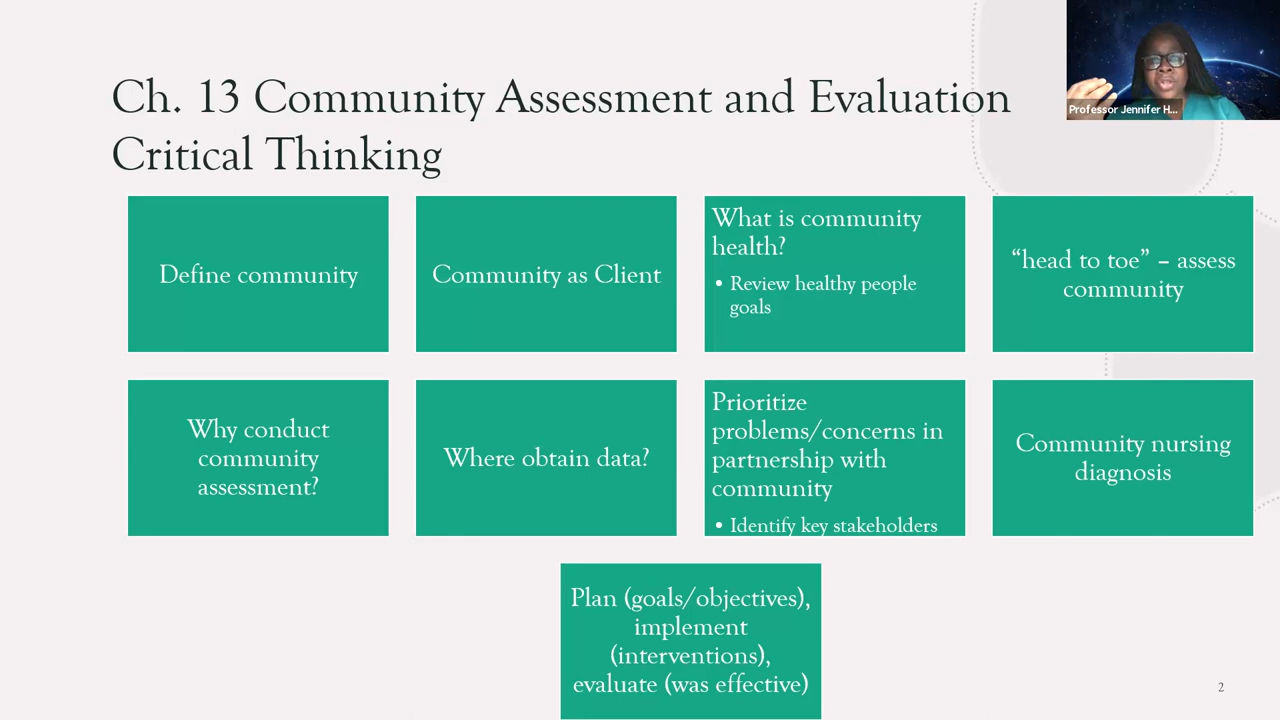 Ch. 13 Community Assessment and Evaluation
Critical Thinking
Professor Jennifer H...
Define community
Community as Client
What is community
health?
• Review healthy people
goals
“head to toe” – assess
community
Why conduct
community
assessment?
Where obtain data?
Prioritize
problems/concerns in
partnership with
community
• Identify key stakeholders
Community nursing
diagnosis
Plan (goals/objectives),
implement
(interventions),
evaluate (was effective)
2